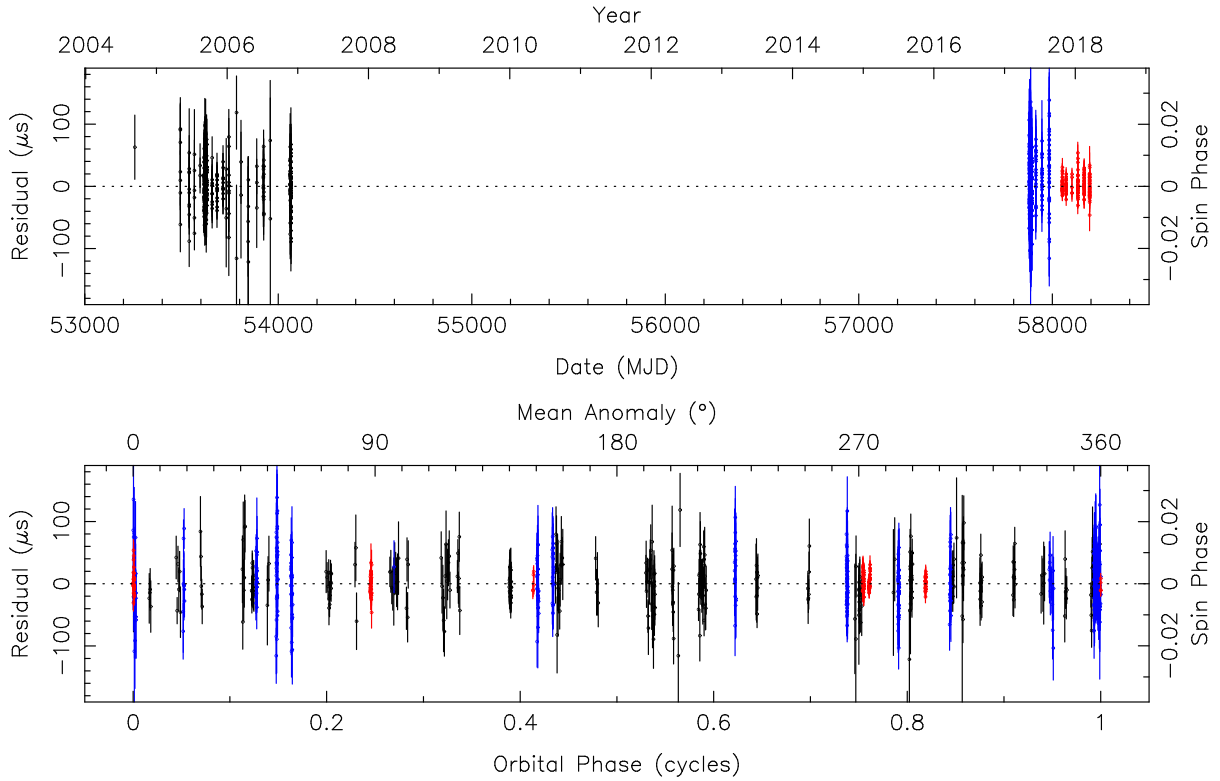 Year
2004 2006 2008 2010 2012 2014 2016 2018
Residual (μs)
−100 0 100
−0.02 0 0.02
Spin Phase
53000 54000 55000 56000 57000 58000
Date (MJD)
Mean Anomaly (°)
0 90 180 270 360
Residual (μs)
−100 0 100
−0.02 0 0.02
Spin Phase
0 0.2 0.4 0.6 0.8 1
Orbital Phase (cycles)